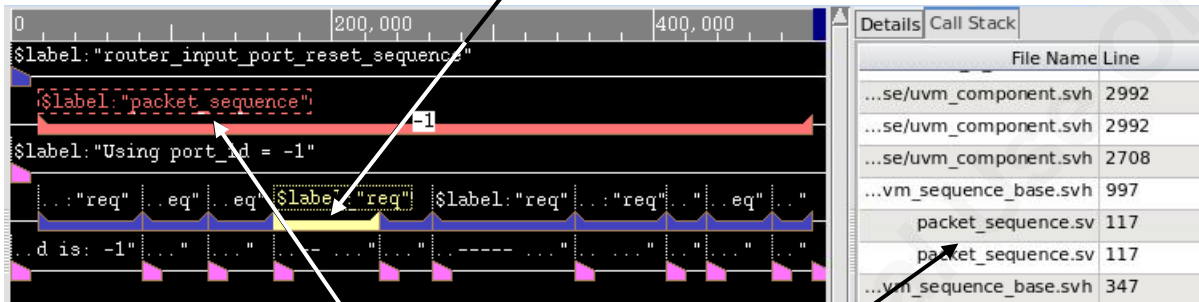 0 200,000 400,000
$label:"router_input_port_reset_sequence"
$label:"packet_sequence"
-1
$label:"Using port_id = -1"
...:"req" ..eq" ..eq" $label:"req" $label:"req" ...:"req" .." ..eq" .."
..d is: -1" ..." ..." -- ... " ..." ..----- " ... " .." ..." .."
Details Call Stack
File Name Line
...se/uvm_component.svh 2992
...se/uvm_component.svh 2992
...se/uvm_component.svh 2708
...vm_sequence_base.svh 997
packet_sequence.sv 117
packet_sequence.sv 117
...vm_sequence_base.svh 347